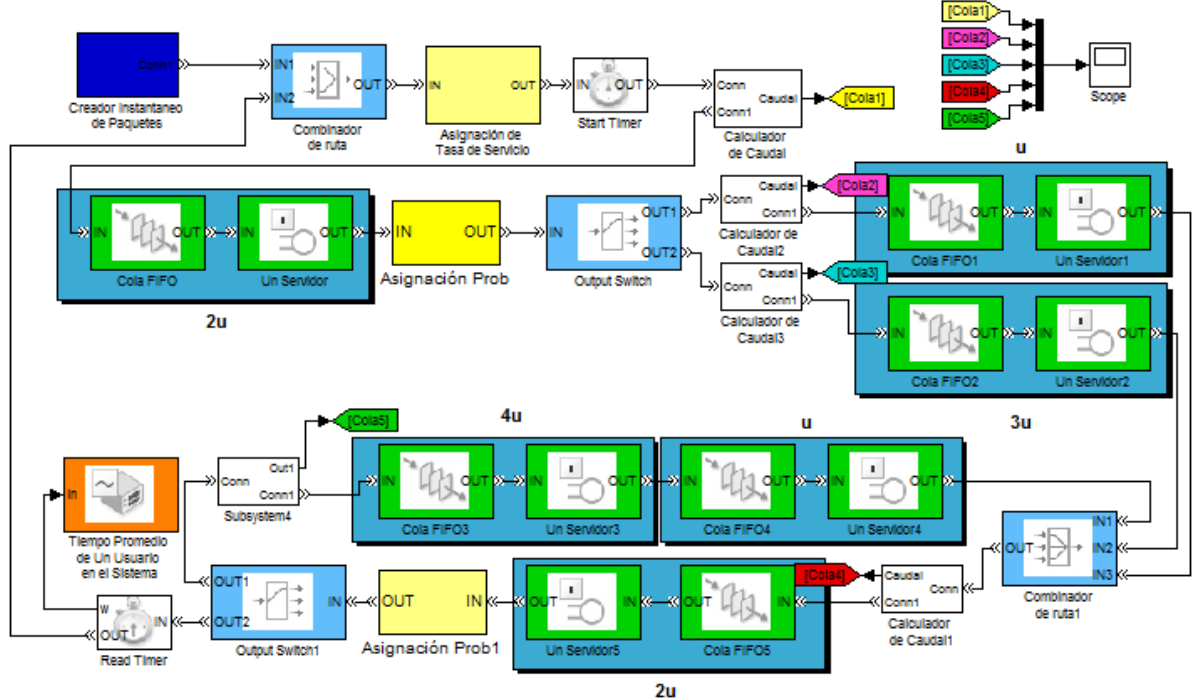 Conn1
Creador Instantaneo
de Paquetes
IN1
IN2
OUT
Combinador
de ruta
IN
OUT
Asignación de
Tasa de Servicio
IN
OUT
Start Timer
Conn
Conn1
Caudal
Calculador
de Caudal
[Cola1]
[Cola1]
[Cola2]
[Cola3]
[Cola4]
[Cola5]
Scope
u
IN
OUT
Cola FIFO
IN
OUT
Un Servidor
2u
IN
OUT
Asignación Prob
IN
OUT1
OUT2
Output Switch
Conn
Caudal
Conn1
Calculador de
Caudal2
[Cola2]
IN
OUT
Cola FIFO1
IN
OUT
Un Servidor1
Conn
Caudal
Conn1
Calculador de
Caudal3
[Cola3]
IN
OUT
Cola FIFO2
IN
OUT
Un Servidor2
3u
4u
u
[Cola5]
In
Tiempo Promedio
de Un Usuario
en el Sistema
Conn
Out1
Conn1
Subsystem4
IN
OUT
Cola FIFO3
IN
OUT
Un Servidor3
IN
OUT
Cola FIFO4
IN
OUT
Un Servidor4
OUT
IN1
IN2
IN3
Combinador
de ruta1
w
OUT
IN
Read Timer
OUT1
OUT2
IN
Output Switch1
OUT
IN
Asignación Prob1
OUT
IN
Un Servidor5
OUT
IN
Cola FIFO5
[Cola4]
Caudal
Conn1
Conn
Calculador
de Caudal1
2u